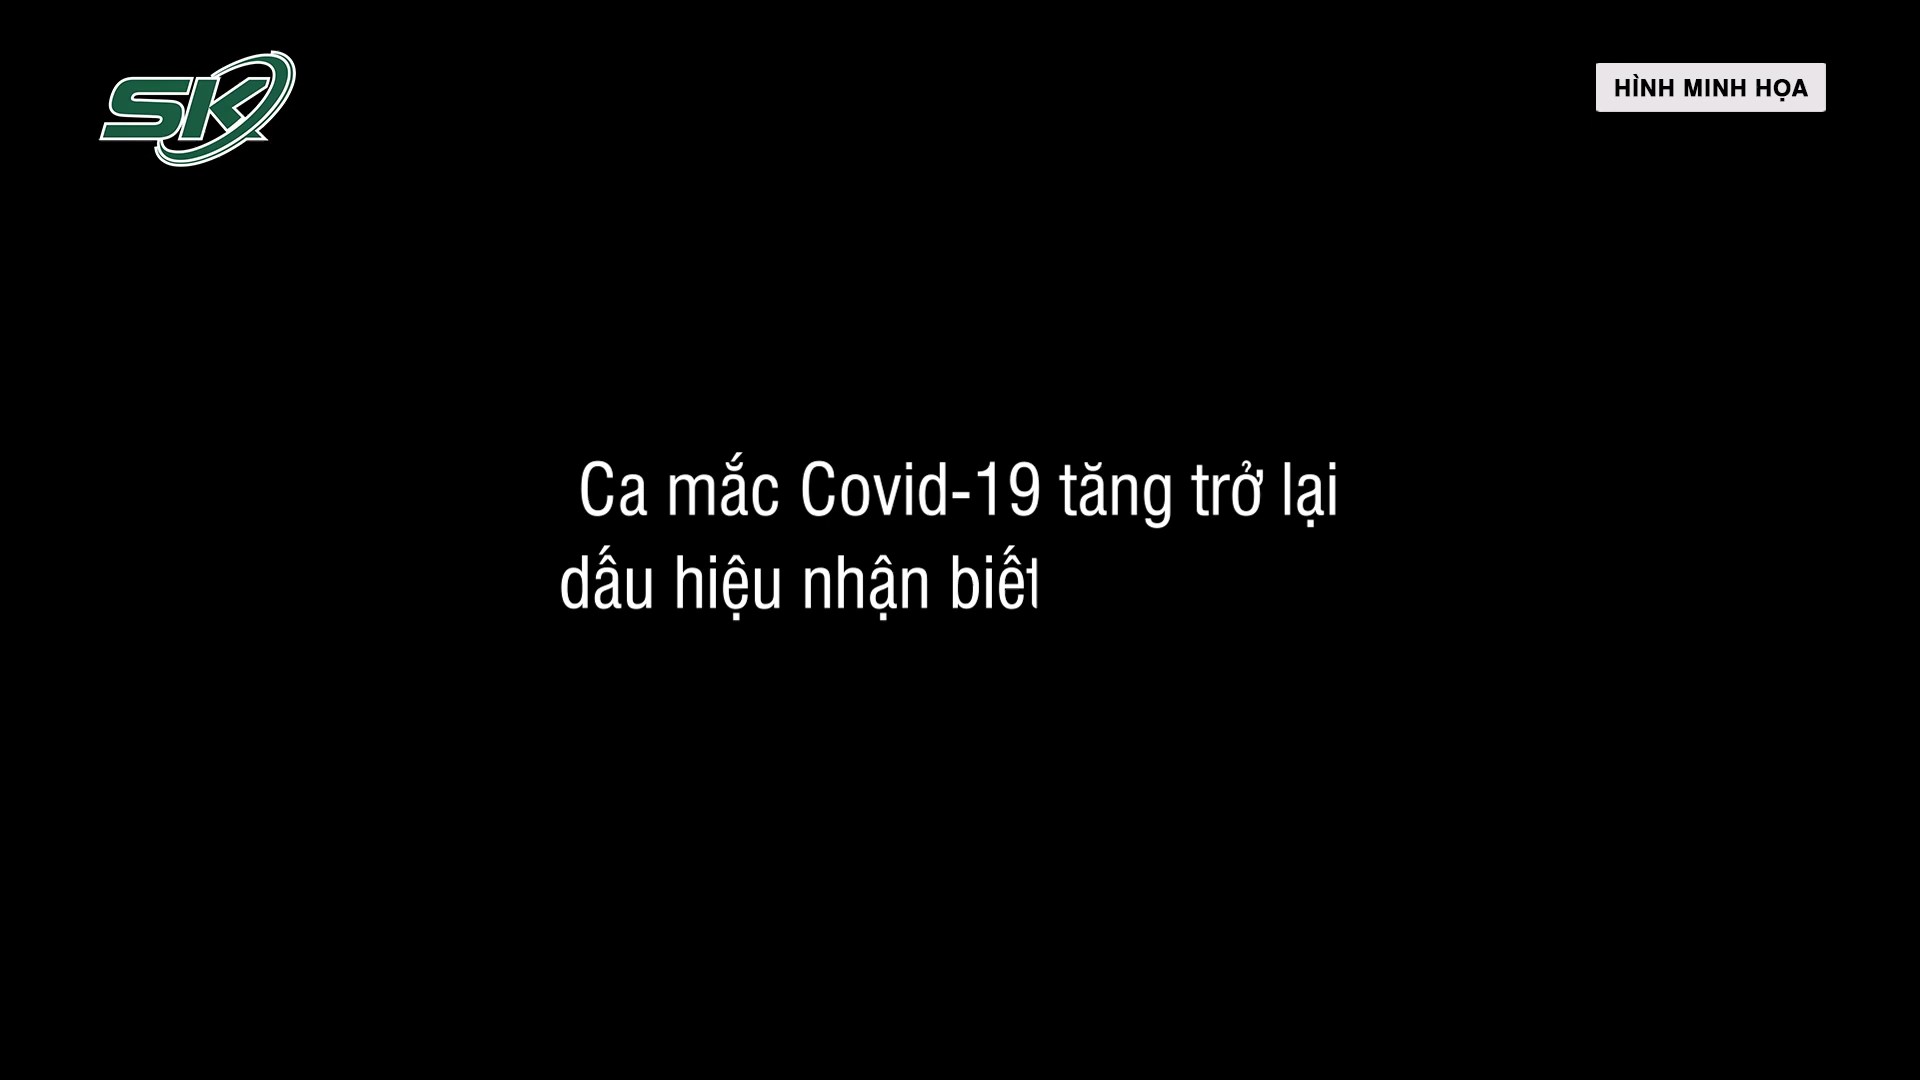 SK
HÌNH MINH HỌA
Ca mắc Covid-19 tăng trở lại
dấu hiệu nhận biết